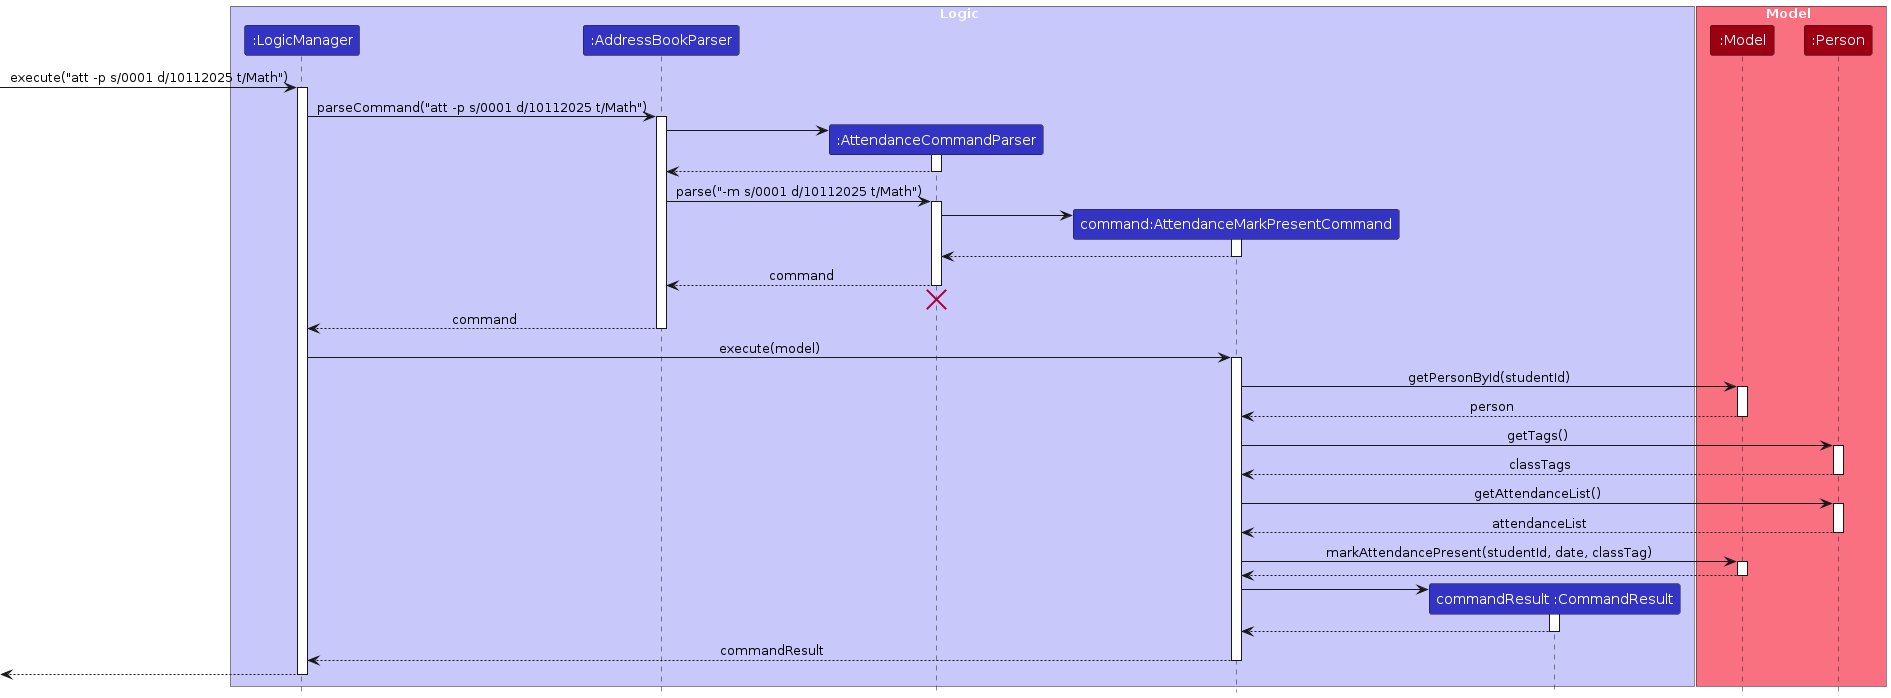 Logic
Model
:LogicManager
:AddressBookParser
:Model
:Person
execute("att -p s/0001 d/10112025 t/Math")
parseCommand("att -p s/0001 d/10112025 t/Math")
:AttendanceCommandParser
parse("-m s/0001 d/10112025 t/Math")
command:AttendanceMarkPresentCommand
command
command
execute(model)
getPersonById(studentId)
person
getTags()
classTags
getAttendanceList()
attendanceList
markAttendancePresent(studentId, date, classTag)
commandResult :CommandResult
commandResult